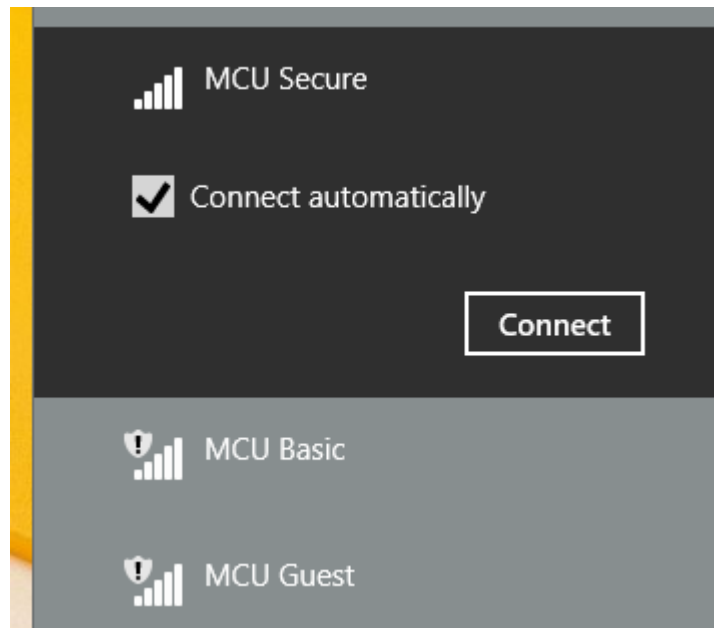 MCU Secure
Connect automatically
Connect
MCU Basic
MCU Guest